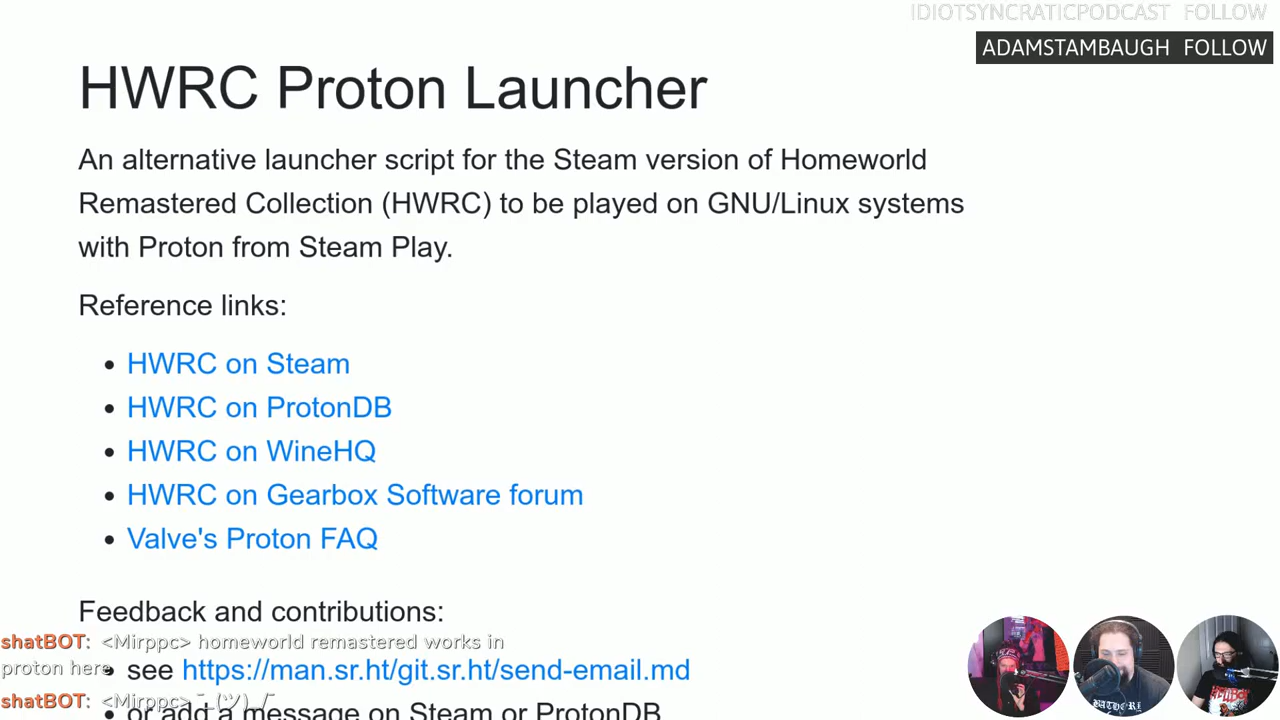 IDIOTSYNCRATICPODCAST FOLLOW
ADAMSTAMBAUGH FOLLOW
HWRC Proton Launcher
An alternative launcher script for the Steam version of Homeworld
Remastered Collection (HWRC) to be played on GNU/Linux systems
with Proton from Steam Play.
Reference links:
• HWRC on Steam
• HWRC on ProtonDB
• HWRC on WineHQ
• HWRC on Gearbox Software forum
• Valve's Proton FAQ
Feedback and contributions:
shatBOT: <Mirppc> homeworld remastered works in
proton here
• see https://man.sr.ht/git.sr.ht/send-email.md
shatBOT: <Mirppc> ¯\_(ツ)_/¯
• or add a message on Steam or ProtonDB